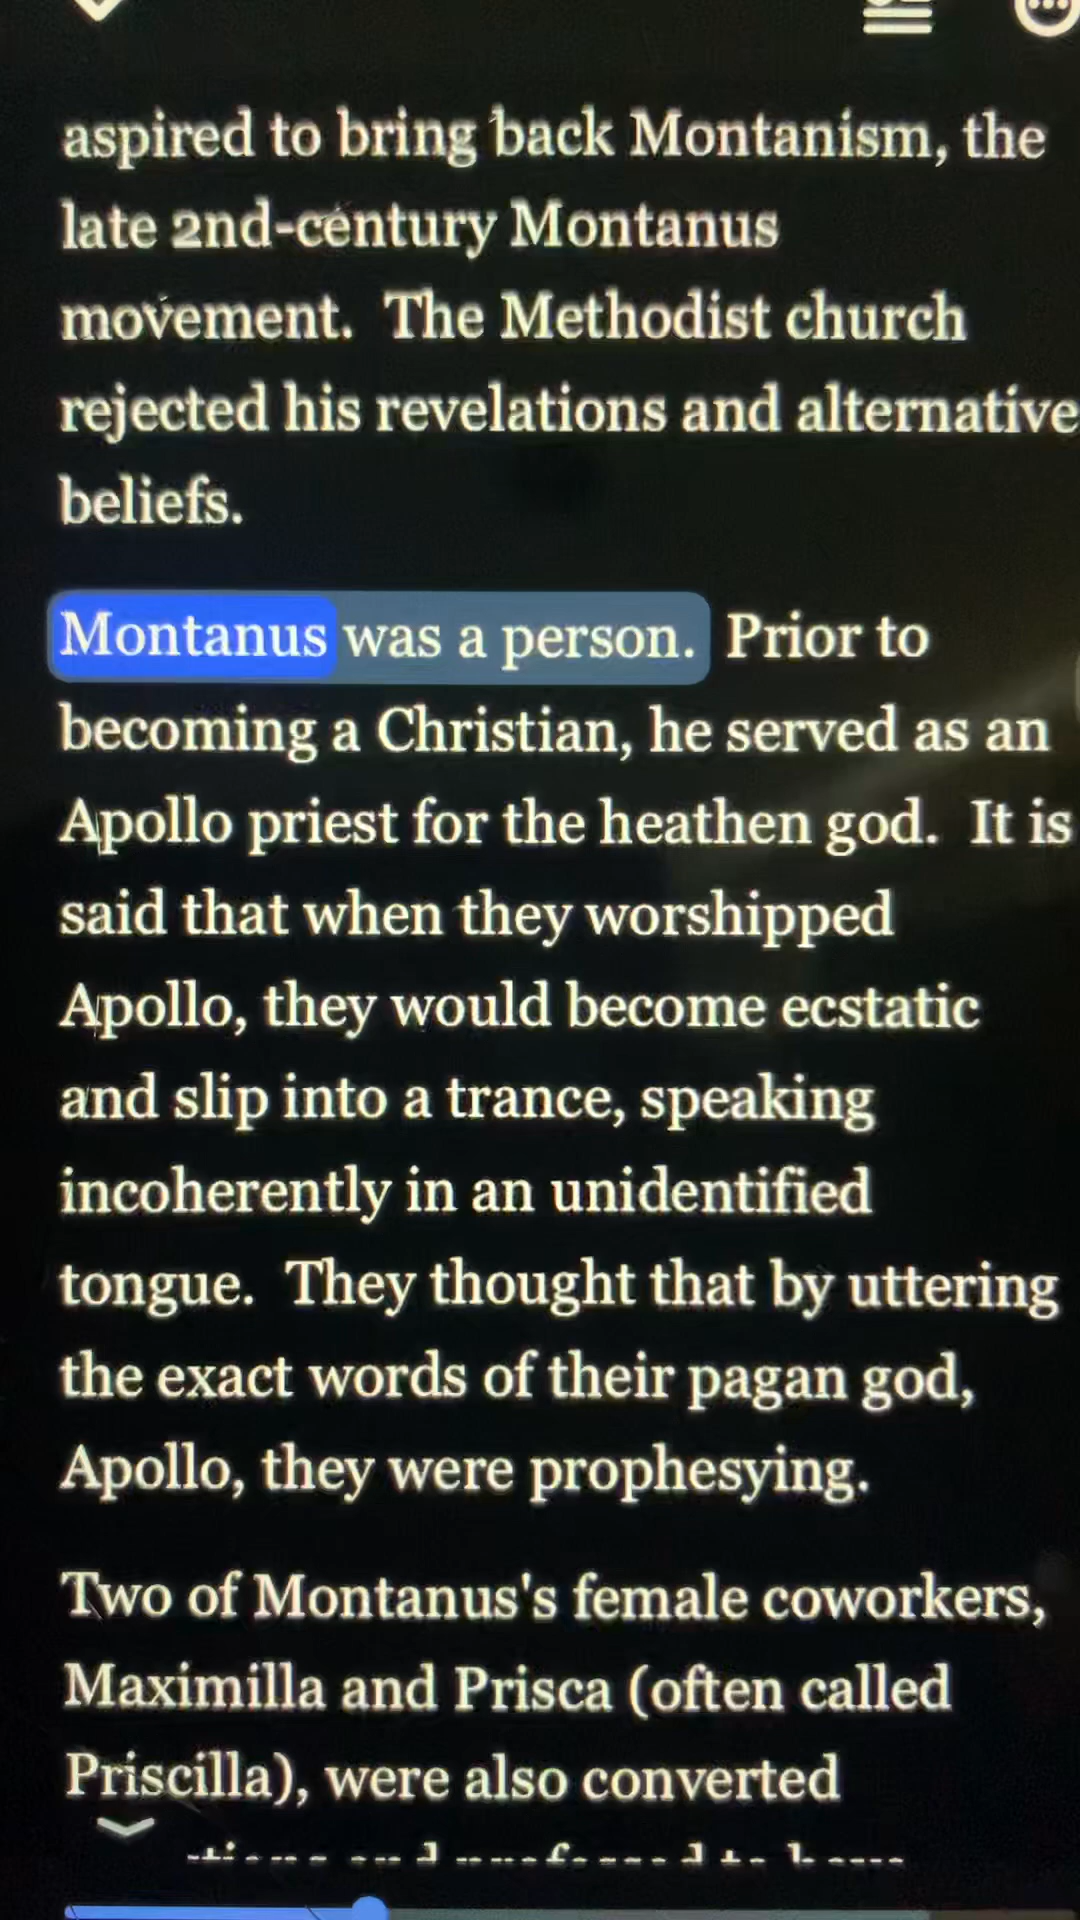 aspired to bring back Montanism, the
late 2nd-century Montanus
movement.  The Methodist church
rejected his revelations and alternative
beliefs.
Montanus was a person.  Prior to
becoming a Christian, he served as an
Apollo priest for the heathen god.  It is
said that when they worshipped
Apollo, they would become ecstatic
and slip into a trance, speaking
incoherently in an unidentified
tongue.  They thought that by uttering
the exact words of their pagan god,
Apollo, they were prophesying.
Two of Montanus's female coworkers,
Maximilla and Prisca (often called
Priscilla), were also converted